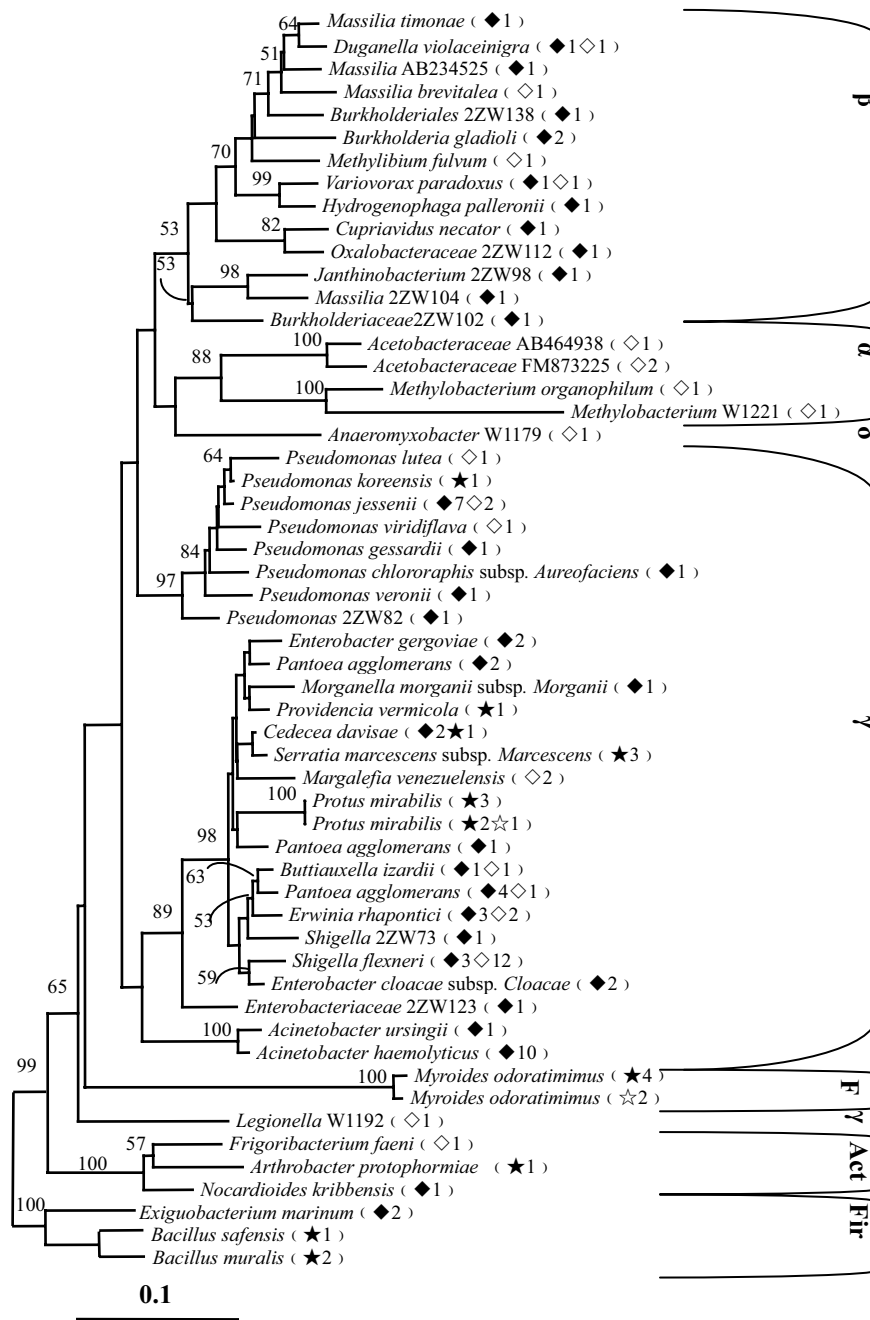 64 Massilia timonae ( ◆1 )
Duganella violaceinigra ( ◆1◇1 )
51 Massilia AB234525 ( ◆1 )
71 Massilia brevitalea ( ◇1 )
Burkholderiales 2ZW138 ( ◆1 )
Burkholderia gladioli ( ◆2 )
70 Methylibium fulvum ( ◇1 )
99 Variovorax paradoxus ( ◆1◇1 )
Hydrogenophaga palleronii ( ◆1 )
53 82 Cupriavidus necator ( ◆1 )
Oxalobacteraceae 2ZW112 ( ◆1 )
53 98 Janthinobacterium 2ZW98 ( ◆1 )
Massilia 2ZW104 ( ◆1 )
Burkholderiaceae2ZW102 ( ◆1 )
100 Acetobacteraceae AB464938 ( ◇1 )
88 Acetobacteraceae FM873225 ( ◇2 )
100 Methylobacterium organophilum ( ◇1 )
Methylobacterium W1221 ( ◇1 )
Anaeromyxobacter W1179 ( ◇1 )
64 Pseudomonas lutea ( ◇1 )
Pseudomonas koreensis ( ★1 )
Pseudomonas jessenii ( ◆7◇2 )
Pseudomonas viridiflava ( ◇1 )
84 Pseudomonas gessardii ( ◆1 )
97 Pseudomonas chlororaphis subsp. Aureofaciens ( ◆1 )
Pseudomonas veronii ( ◆1 )
Pseudomonas 2ZW82 ( ◆1 )
Enterobacter gergoviae ( ◆2 )
Pantoea agglomerans ( ◆2 )
Morganella morganii subsp. Morganii ( ◆1 )
Providencia vermicola ( ★1 )
Cedecea davisae ( ◆2★1 )
Serratia marcescens subsp. Marcescens ( ★3 )
Margalefia venezuelensis ( ◇2 )
100 Protus mirabilis ( ★3 )
Protus mirabilis ( ★2☆1 )
98 Pantoea agglomerans ( ◆1 )
63 Buttiauxella izardii ( ◆1◇1 )
Pantoea agglomerans ( ◆4◇1 )
89 53 Erwinia rhapontici ( ◆3◇2 )
Shigella 2ZW73 ( ◆1 )
Shigella flexneri ( ◆3◇12 )
59 Enterobacter cloacae subsp. Cloacae ( ◆2 )
65 Enterobacteriaceae 2ZW123 ( ◆1 )
100 Acinetobacter ursingii ( ◆1 )
Acinetobacter haemolyticus ( ◆10 )
99 100 Myroides odoratimimus ( ★4 )
Myroides odoratimimus ( ☆2 )
Legionella W1192 ( ◇1 )
57 Frigoribacterium faeni ( ◇1 )
100 Arthrobacter protophormiae ( ★1 )
Nocardioides kribbensis ( ◆1 )
100 Exiguobacterium marinum ( ◆2 )
Bacillus safensis ( ★1 )
Bacillus muralis ( ★2 )
0.1
α
γ
F
γ
Act
Fir